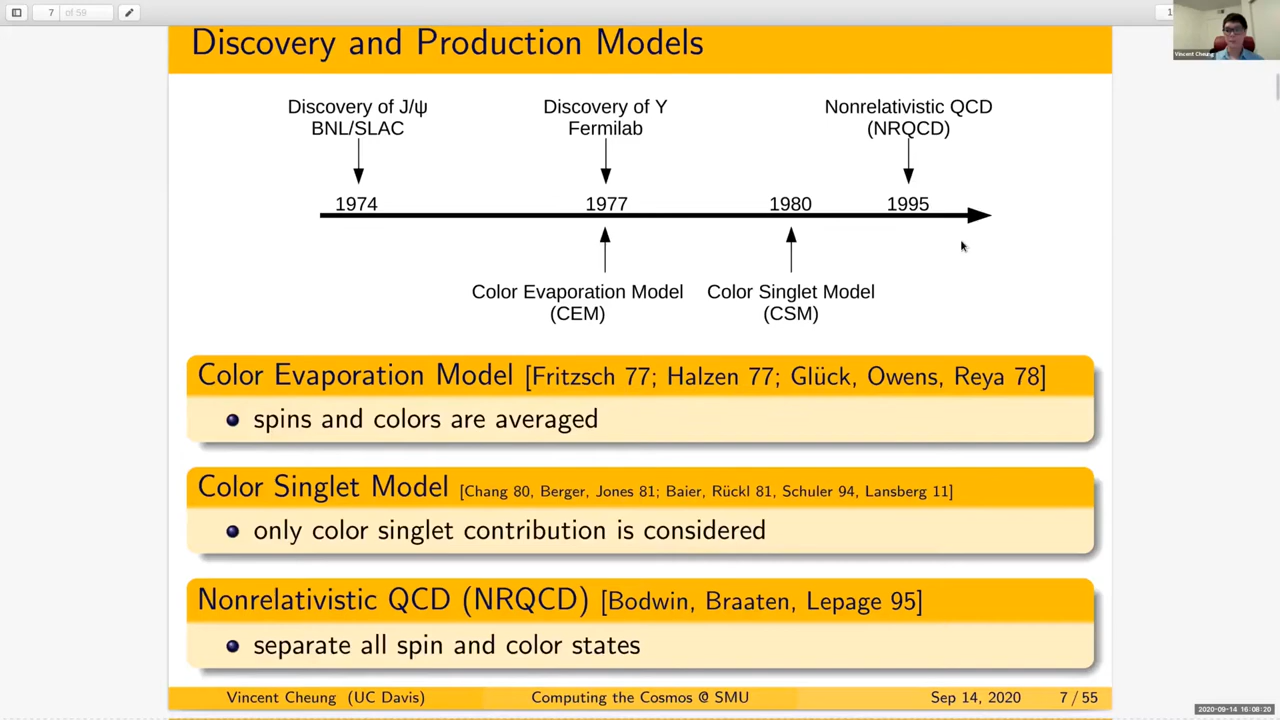 7 of 59
Discovery and Production Models
Vincent Cheung
Discovery of J/ψ
BNL/SLAC
Discovery of Υ
Fermilab
Nonrelativistic QCD
(NRQCD)
1974
1977
1980
1995
Color Evaporation Model
(CEM)
Color Singlet Model
(CSM)
Color Evaporation Model [Fritzsch 77; Halzen 77; Glück, Owens, Reya 78]
spins and colors are averaged
Color Singlet Model [Chang 80, Berger, Jones 81; Baier, Rückl 81, Schuler 94, Lansberg 11]
only color singlet contribution is considered
Nonrelativistic QCD (NRQCD) [Bodwin, Braaten, Lepage 95]
separate all spin and color states
Vincent Cheung (UC Davis) Computing the Cosmos @ SMU Sep 14, 2020 7 / 55
2020-09-14 16:08:20